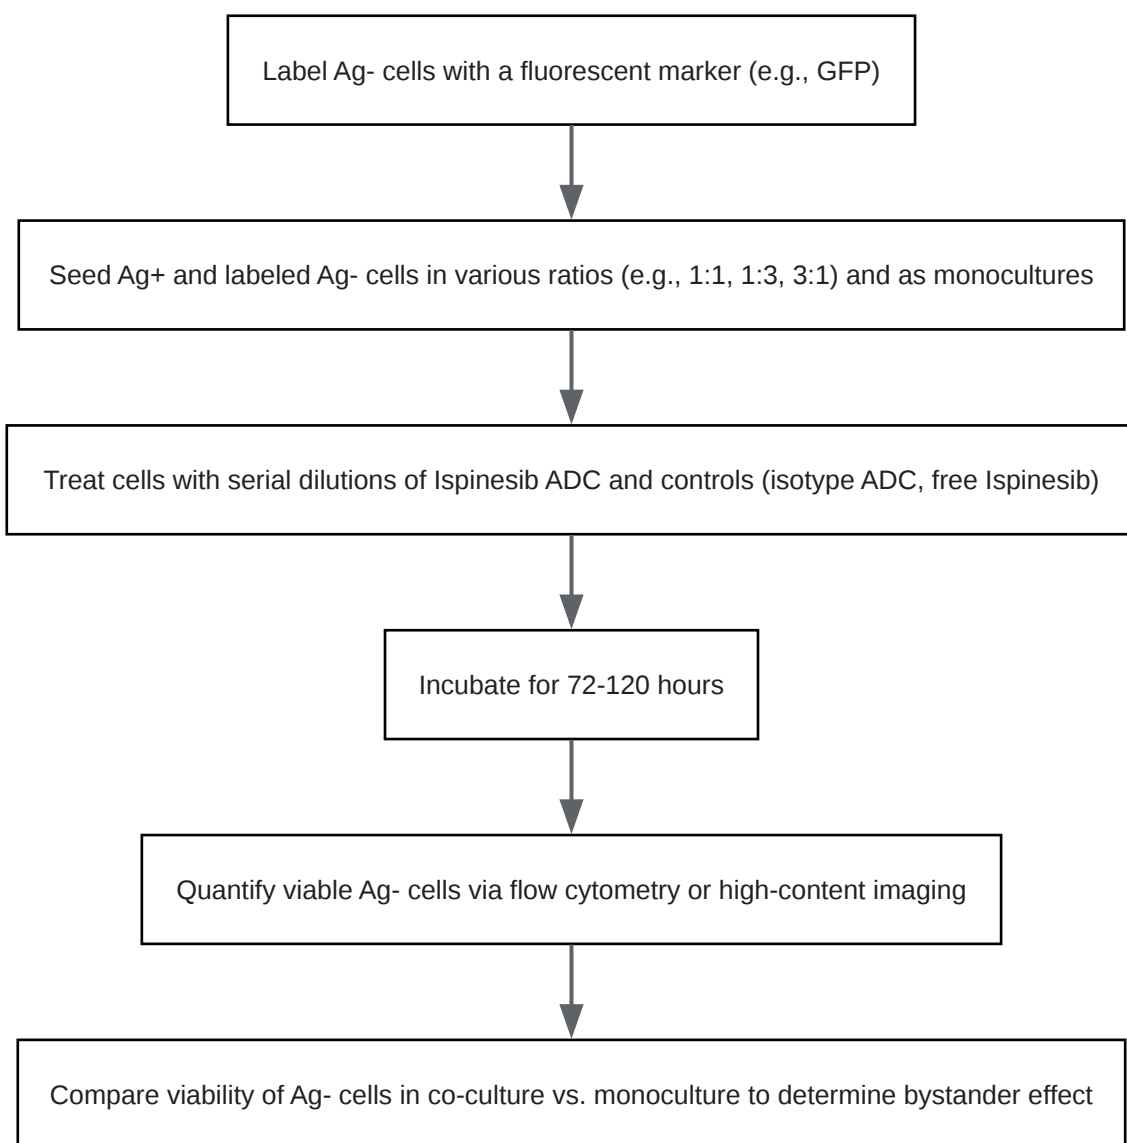 Label Ag- cells with a fluorescent marker (e.g., GFP)
Seed Ag+ and labeled Ag- cells in various ratios (e.g., 1:1, 1:3, 3:1) and as monocultures
Treat cells with serial dilutions of Ispinesib ADC and controls (isotype ADC, free Ispinesib)
Incubate for 72-120 hours
Quantify viable Ag- cells via flow cytometry or high-content imaging
Compare viability of Ag- cells in co-culture vs. monoculture to determine bystander effect